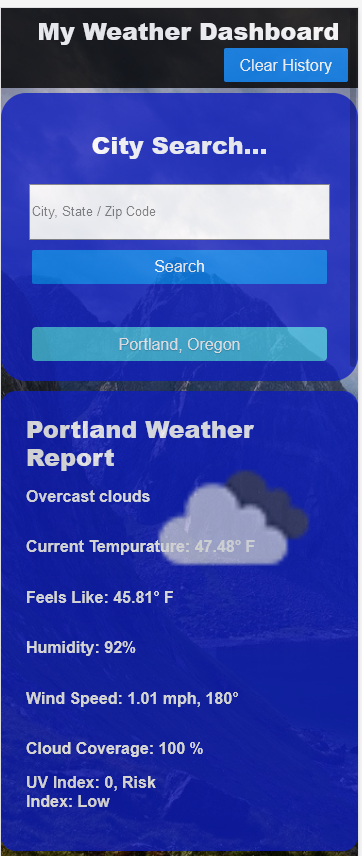 My Weather Dashboard
Clear History
City Search...
City, State / Zip Code
Search
Portland, Oregon
Portland Weather
Report
Overcast clouds
Current Tempurature: 47.48° F
Feels Like: 45.81° F
Humidity: 92%
Wind Speed: 1.01 mph, 180°
Cloud Coverage: 100 %
UV Index: 0, Risk
Index: Low